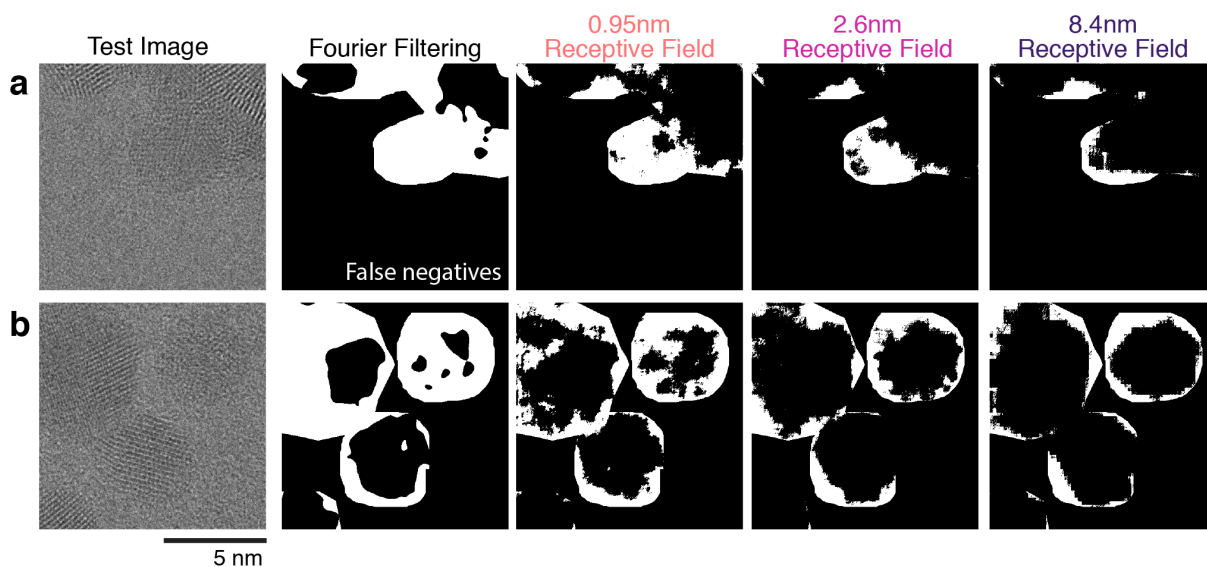 Test Image
Fourier Filtering
0.95nm
Receptive Field
2.6nm
Receptive Field
8.4nm
Receptive Field
a
False negatives
b
5 nm